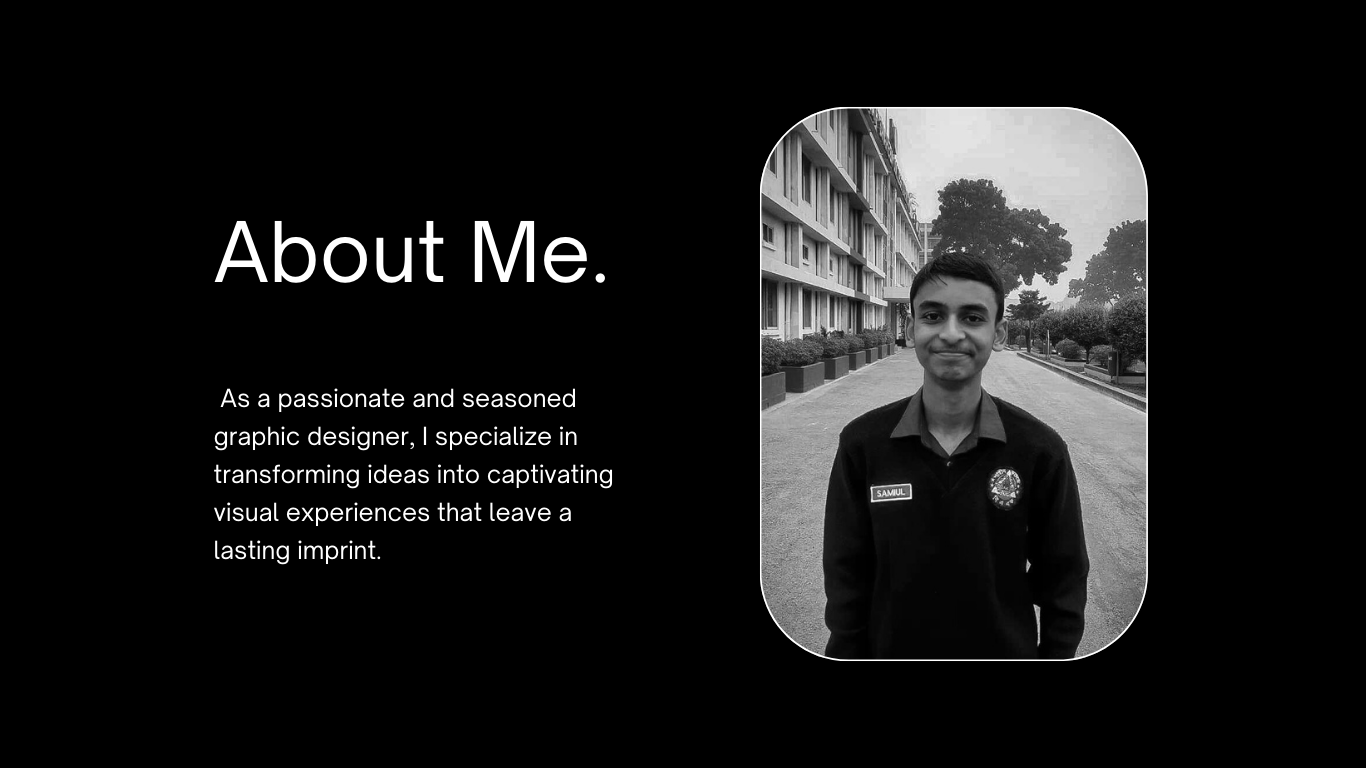 About Me.
As a passionate and seasoned
graphic designer, I specialize in
transforming ideas into captivating
visual experiences that leave a
lasting imprint.
SAMIUL